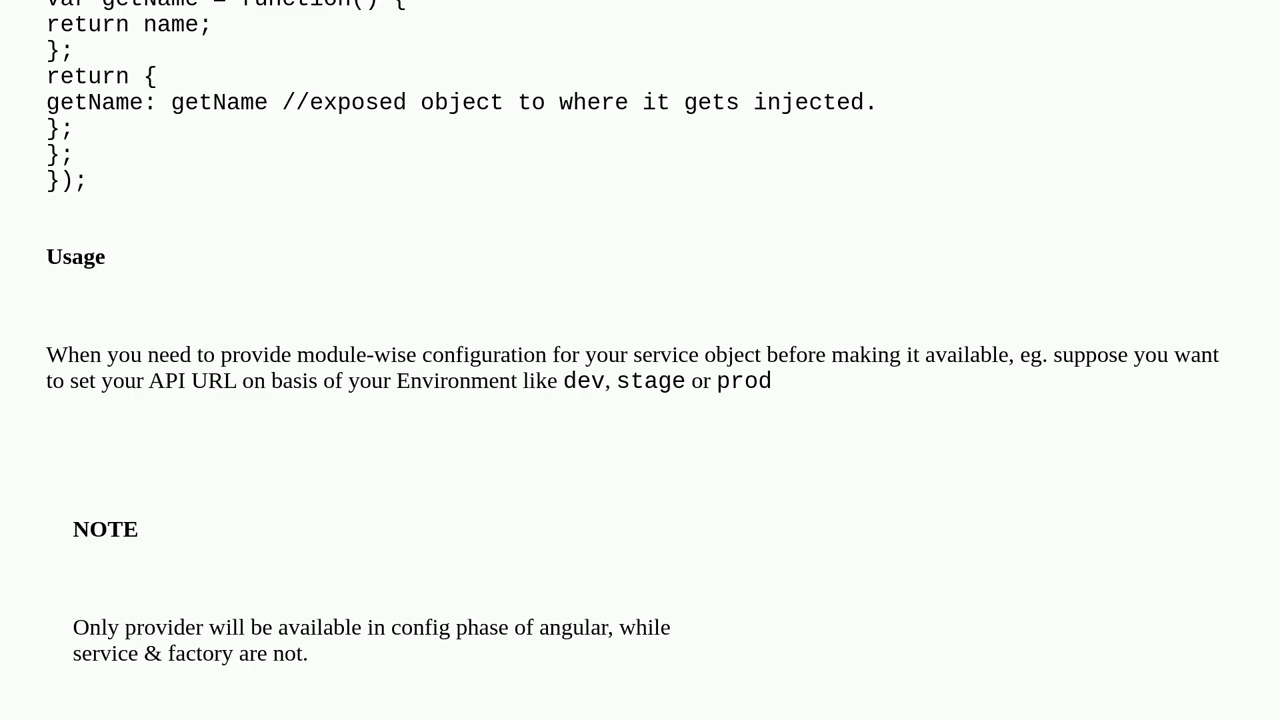 var getName = function() {
return name;
};
return {
getName: getName //exposed object to where it gets injected.
};
};
});
Usage
When you need to provide module-wise configuration for your service object before making it available, eg. suppose you want
to set your API URL on basis of your Environment like dev, stage or prod
NOTE
Only provider will be available in config phase of angular, while
service & factory are not.